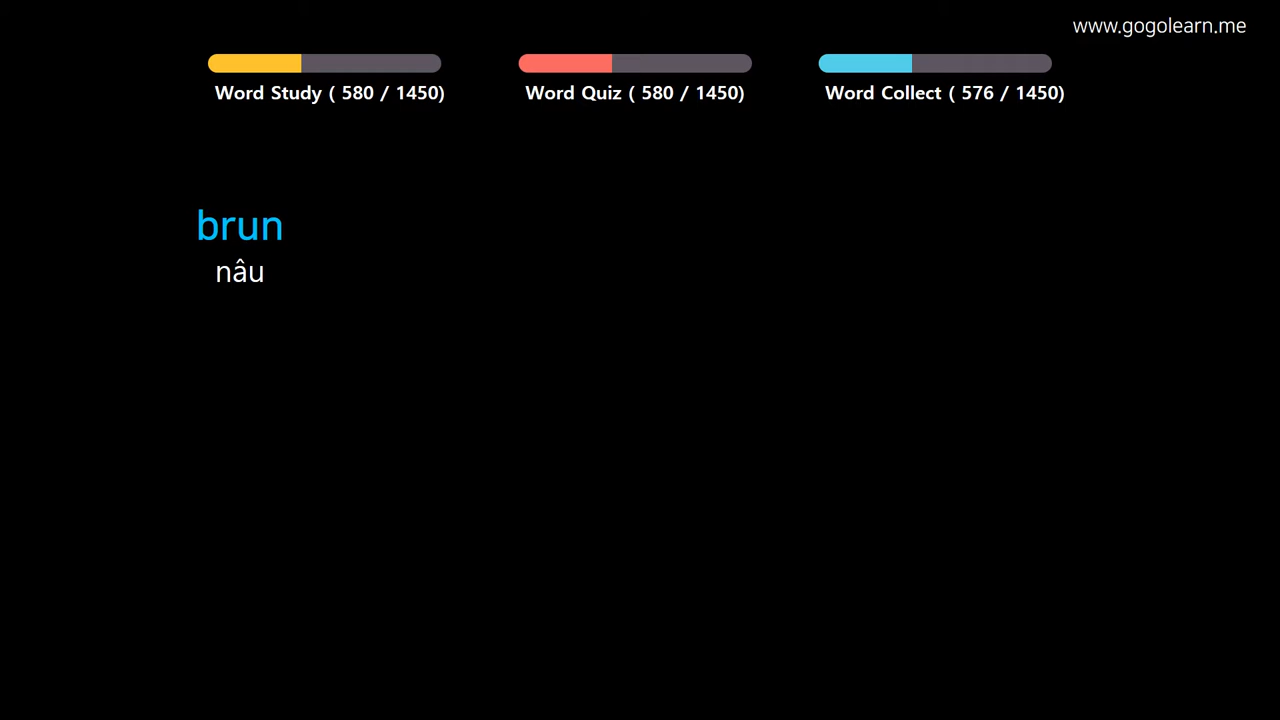 www.gogolearn.me
Word Study ( 580 / 1450)
Word Quiz ( 580 / 1450)
Word Collect ( 576 / 1450)
brun
nâu